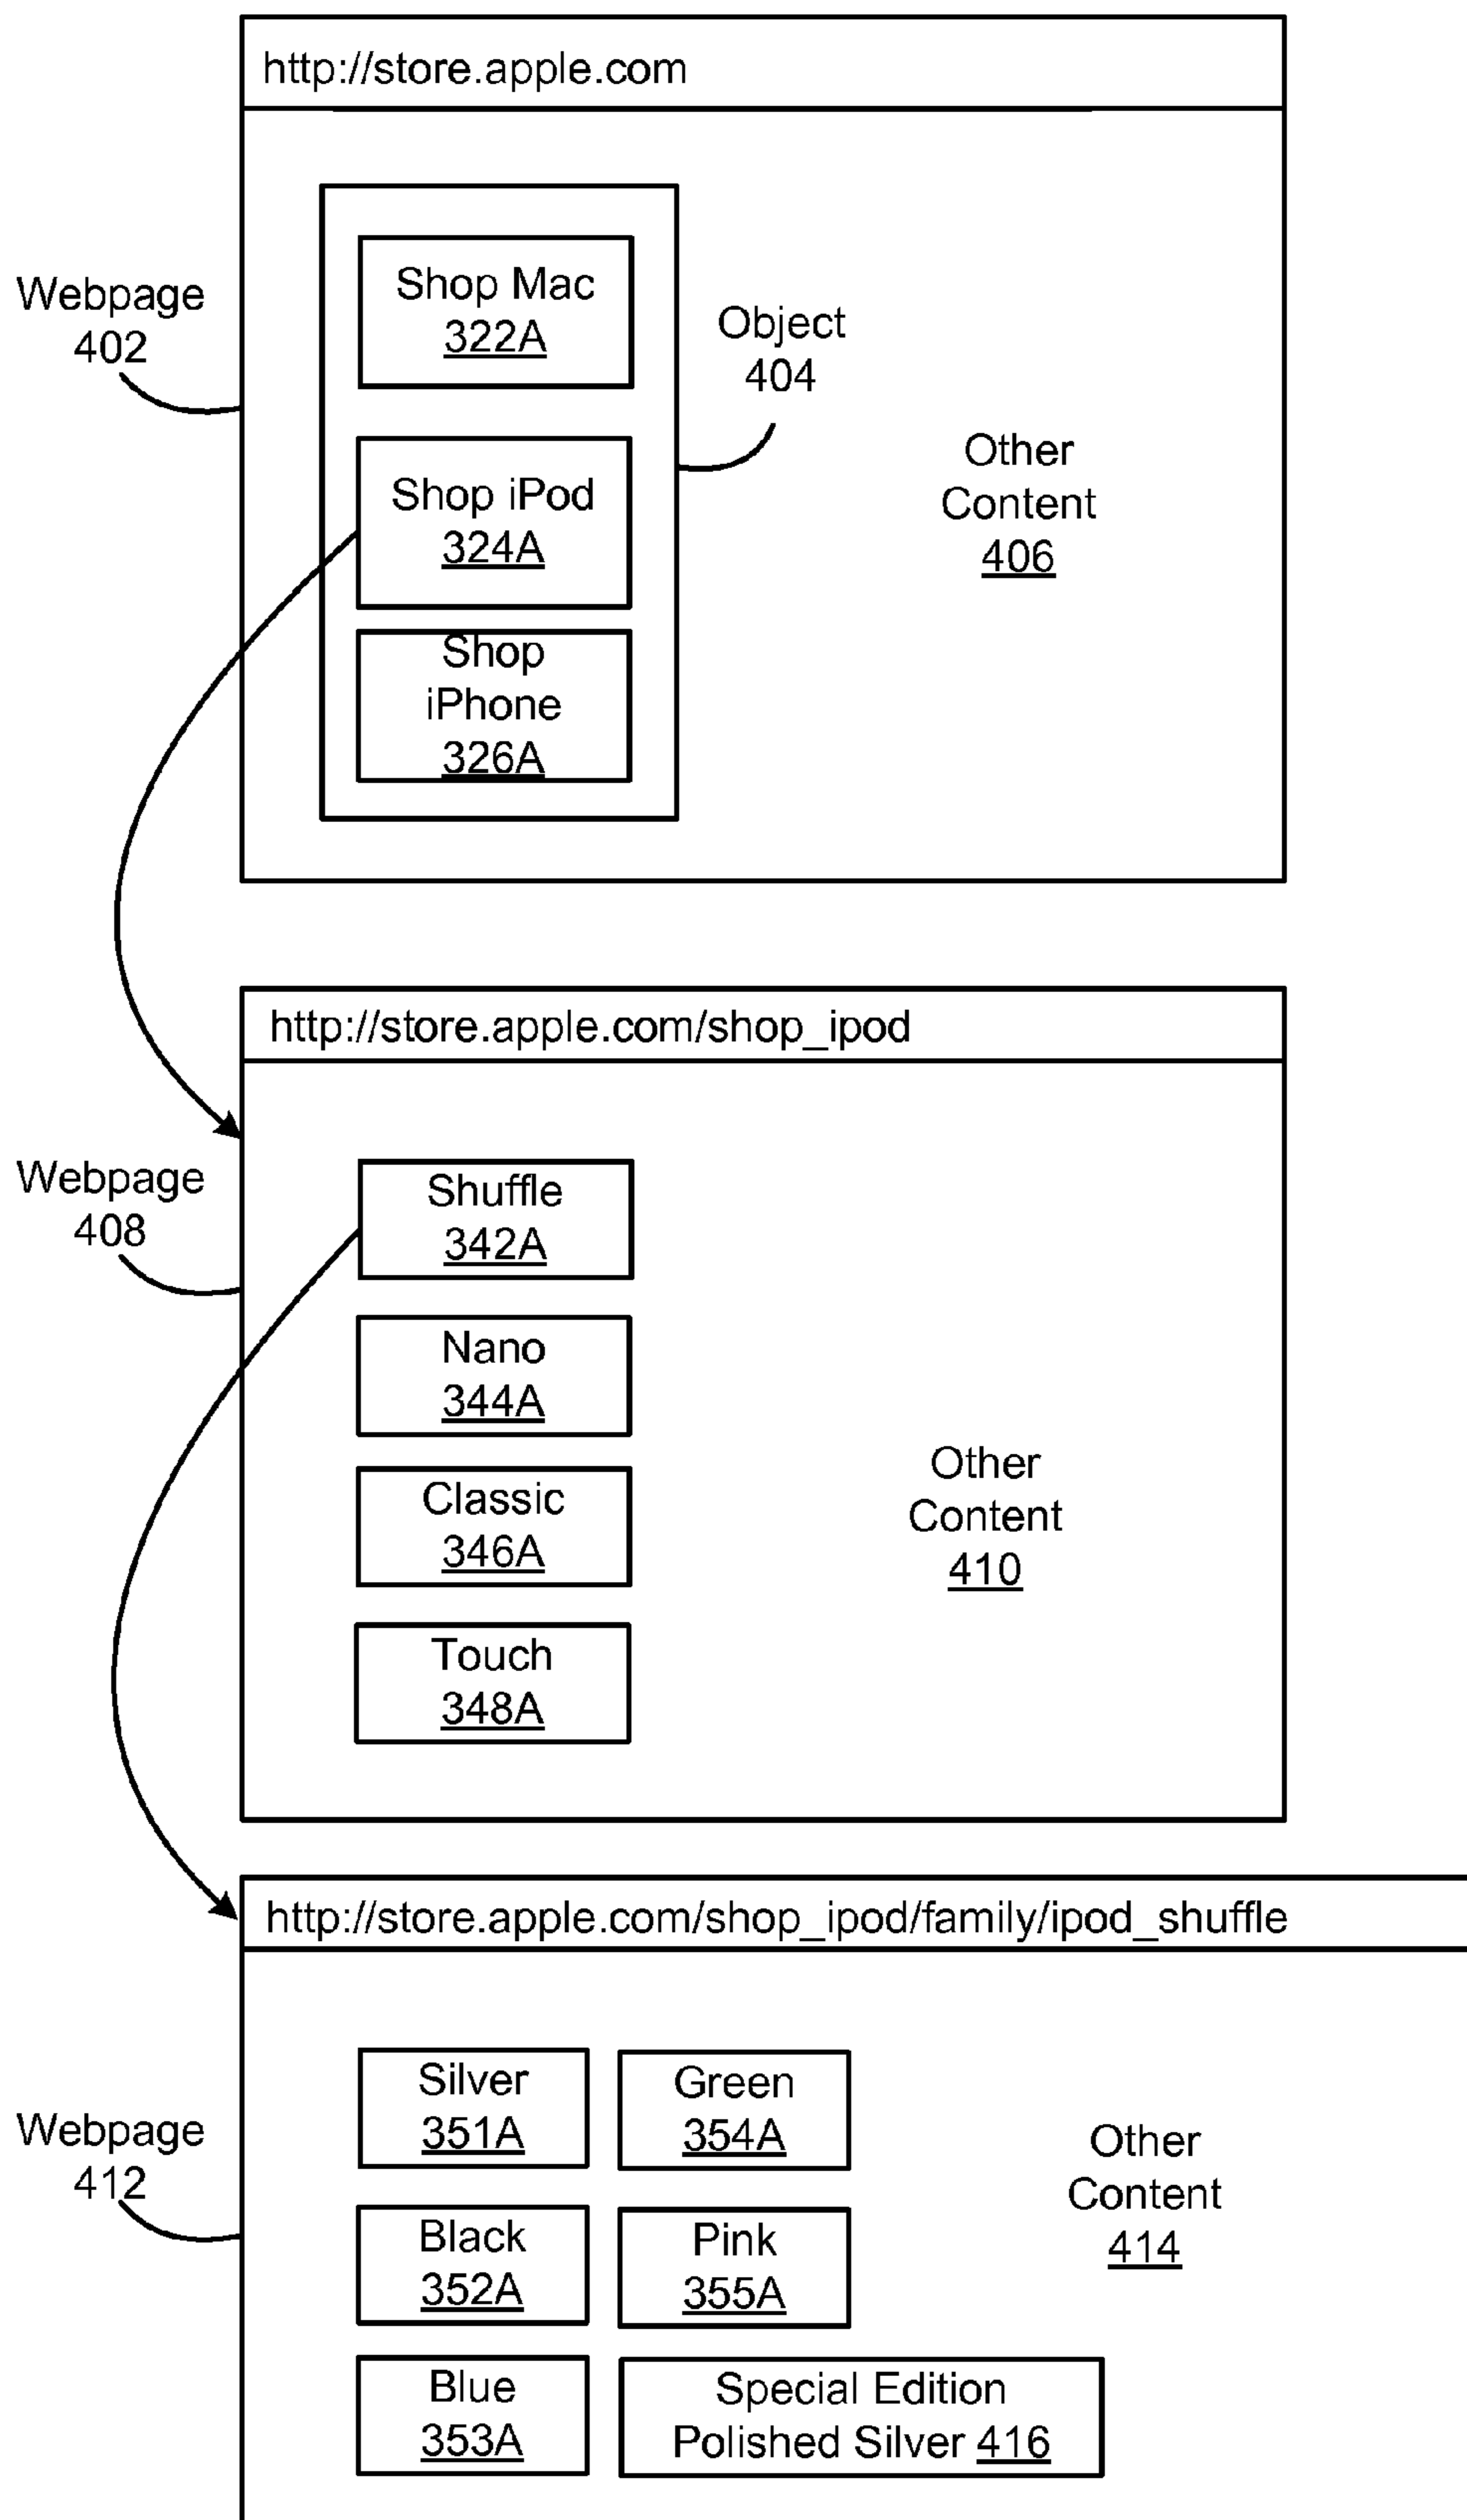 http://store.apple.com
Webpage
402
Shop Mac
322A
Object
404
Shop iPod
324A
Other
Content
406
Shop
iPhone
326A
http://store.apple.com/shop_ipod
Webpage
408
Shuffle
342A
Nano
344A
Classic
346A
Touch
348A
Other
Content
410
http://store.apple.com/shop_ipod/family/ipod_shuffle
Webpage
412
Silver
351A
Green
354A
Black
352A
Pink
355A
Other
Content
414
Blue
353A
Special Edition
Polished Silver 416